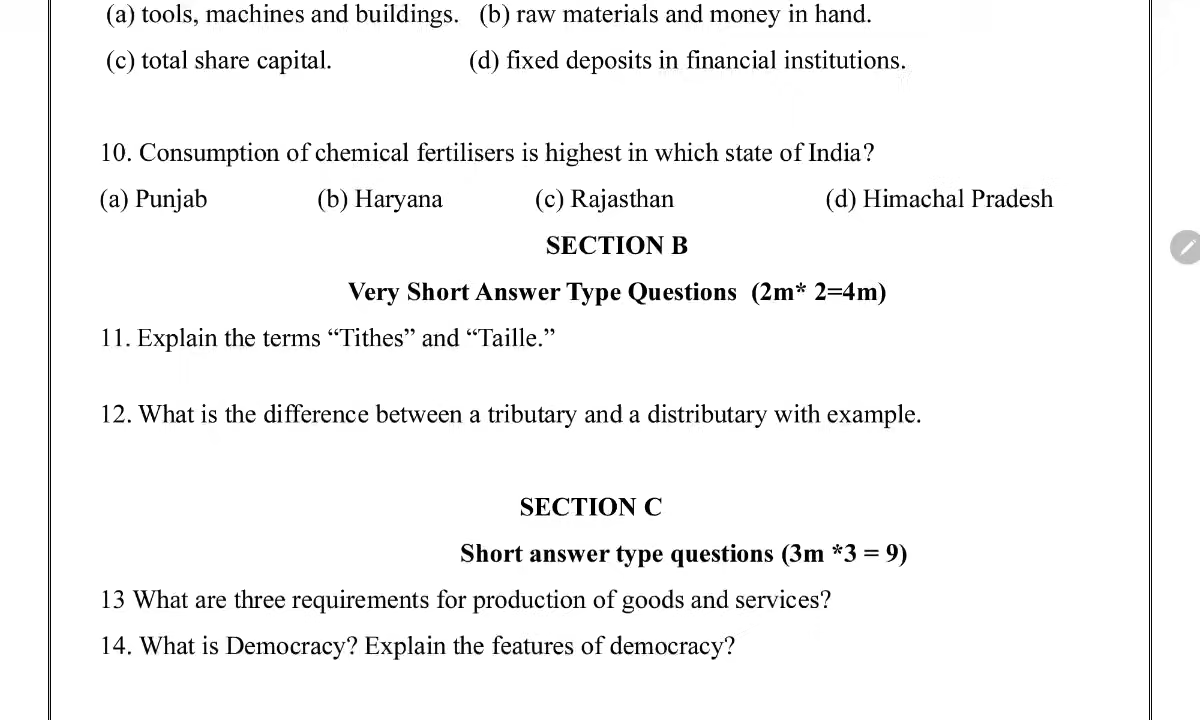 (a) tools, machines and buildings. (b) raw materials and money in hand.
(c) total share capital. (d) fixed deposits in financial institutions.
10. Consumption of chemical fertilisers is highest in which state of India?
(a) Punjab (b) Haryana (c) Rajasthan (d) Himachal Pradesh
SECTION B
Very Short Answer Type Questions (2m* 2=4m)
11. Explain the terms “Tithes” and “Taille.”
12. What is the difference between a tributary and a distributary with example.
SECTION C
Short answer type questions (3m *3 = 9)
13 What are three requirements for production of goods and services?
14. What is Democracy? Explain the features of democracy?